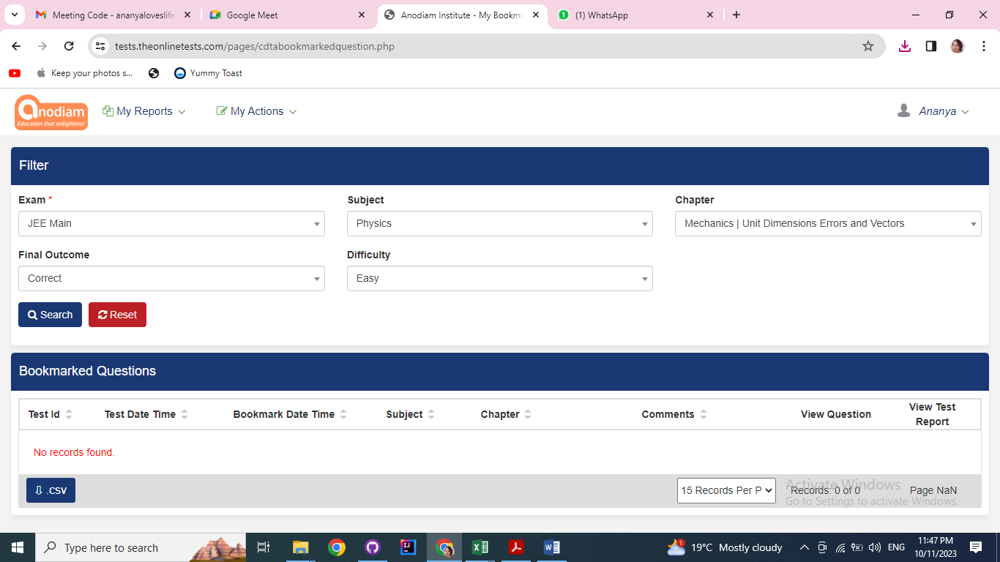 Meeting Code - ananyaloveslife
Google Meet
Anodiam Institute - My Bookma
(1) WhatsApp
tests.theonlinetests.com/pages/cdtabookmarkedquestion.php
Keep your photos s...
Yummy Toast
anodiam
Education that enlightens!
My Reports
My Actions
Ananya
Filter
Exam *
Subject
Chapter
JEE Main
Physics
Mechanics | Unit Dimensions Errors and Vectors
Final Outcome
Difficulty
Correct
Easy
Search
Reset
Bookmarked Questions
Test Id
Test Date Time
Bookmark Date Time
Subject
Chapter
Comments
View Question
View Test
Report
No records found.
.csv
15 Records Per P
Records: 0 of 0
Page NaN
Activate Windows
Go to Settings to activate Windows.
Type here to search
1
19°C Mostly cloudy
ENG
11:47 PM
10/11/2023